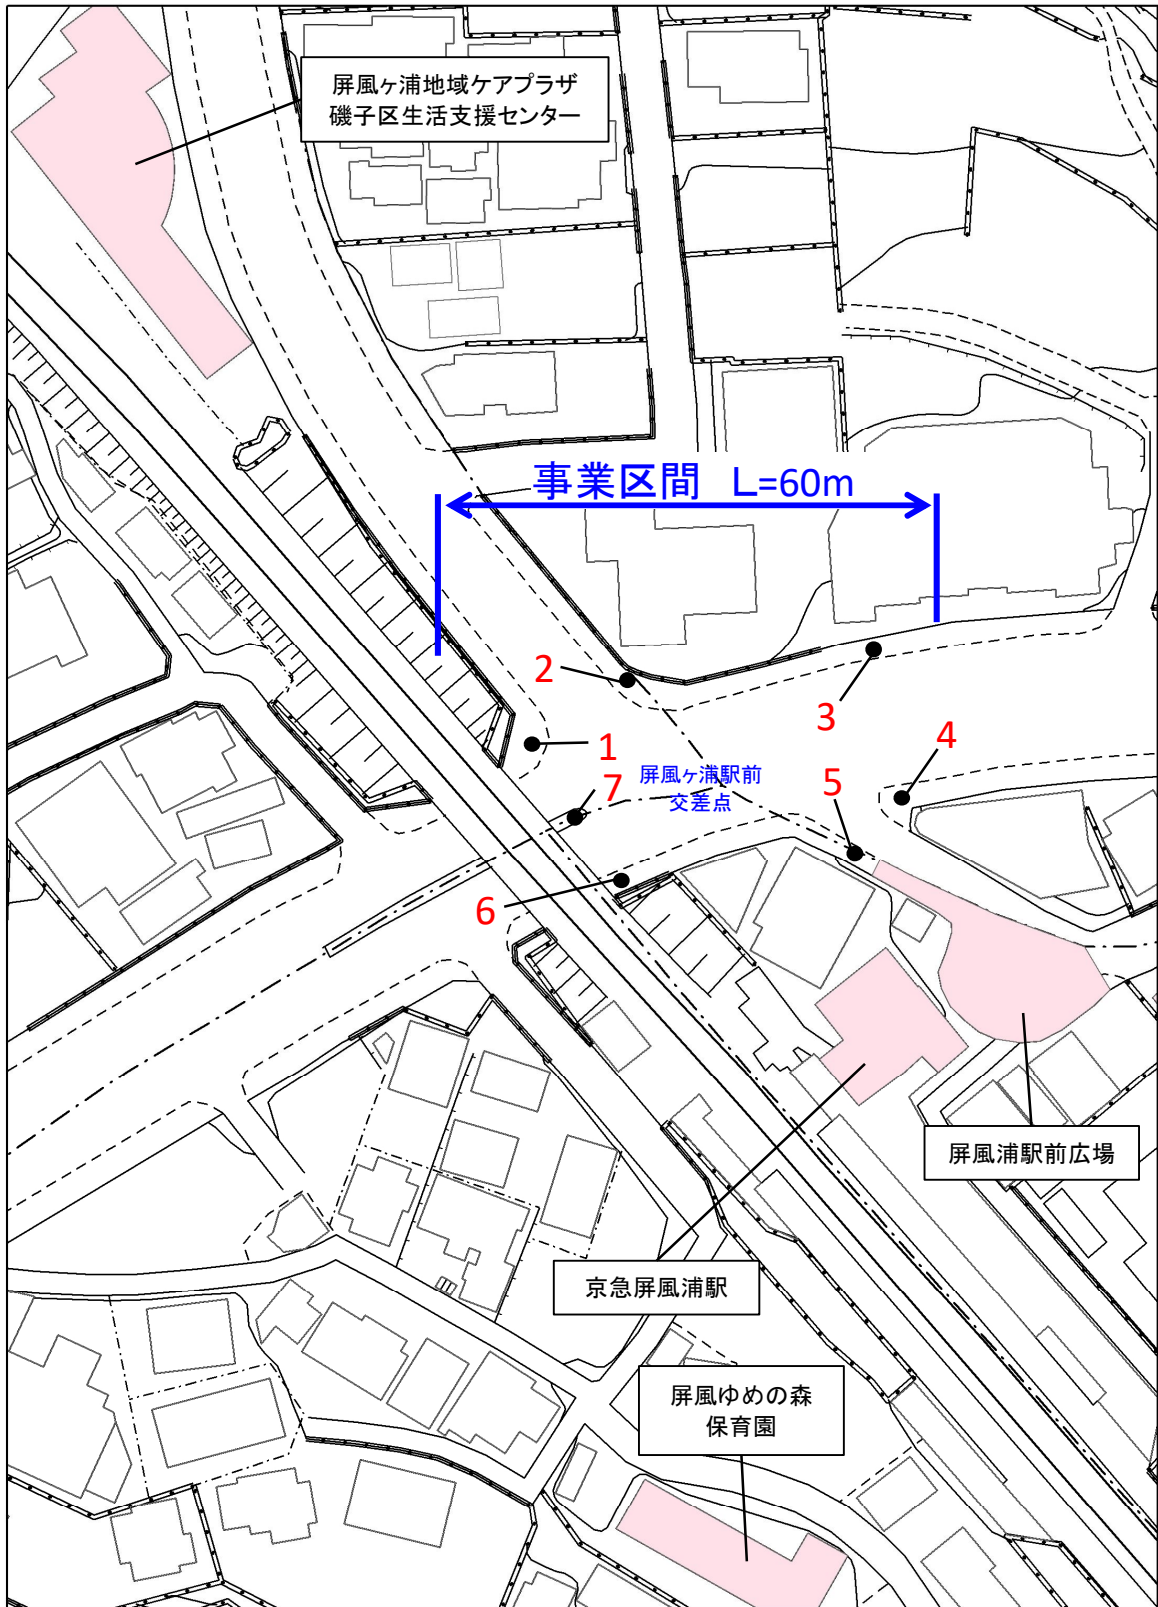 屏風ヶ浦地域ケアプラザ
磯子区生活支援センター
事業区間　L=60m
2
3
1
4
7
屏風ヶ浦駅前
交差点
5
6
屏風浦駅前広場
京急屏風浦駅
屏風ゆめの森
保育園